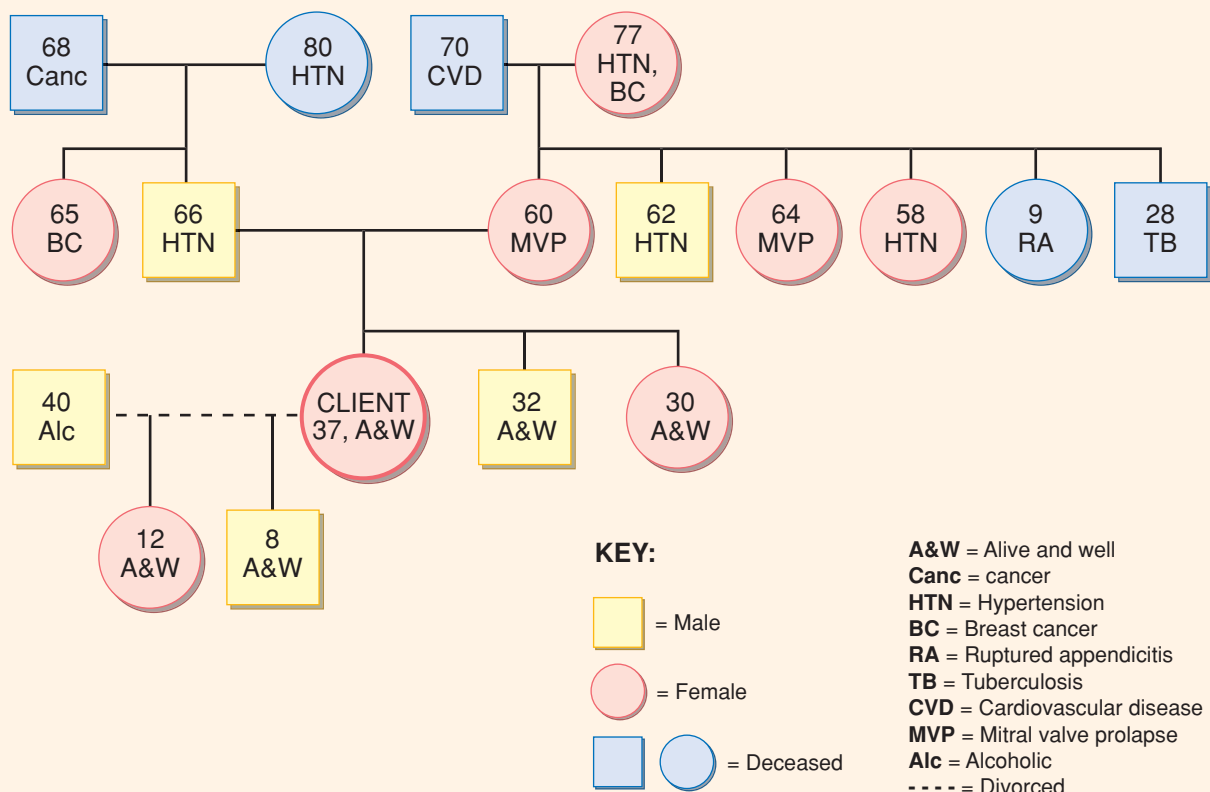 68
Canc
80
HTN
70
CVD
77
HTN,
BC
65
BC
66
HTN
60
MVP
62
HTN
64
MVP
58
HTN
9
RA
28
TB
40
Alc
CLIENT
37, A&W
32
A&W
30
A&W
12
A&W
8
A&W
KEY:
= Male
= Female
= Deceased
A&W = Alive and well
Canc = cancer
HTN = Hypertension
BC = Breast cancer
RA = Ruptured appendicitis
TB = Tuberculosis
CVD = Cardiovascular disease
MVP = Mitral valve prolapse
Alc = Alcoholic
- - - - = Divorced